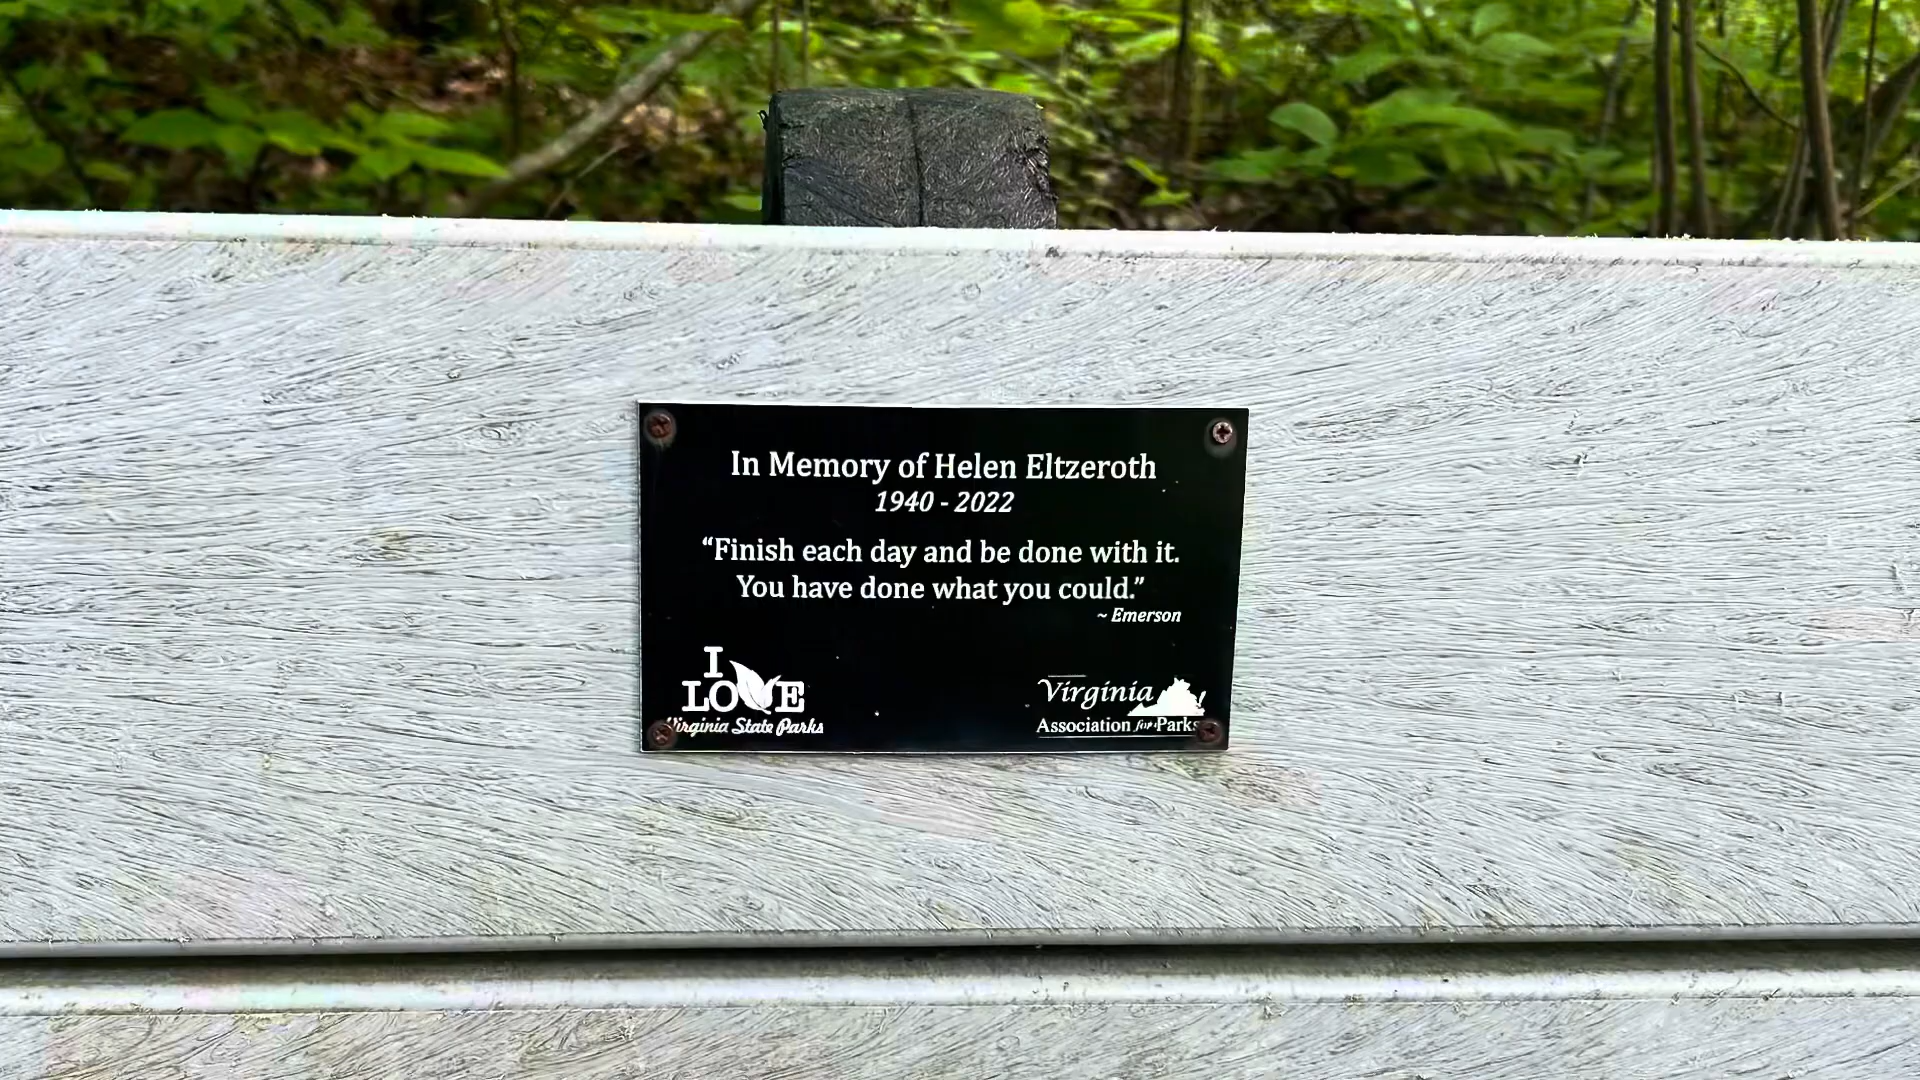 In Memory of Helen Eltzeroth
1940 - 2022
“Finish each day and be done with it.
You have done what you could.”
~ Emerson
I
LOVE
Virginia State Parks
Virginia
Association for Parks